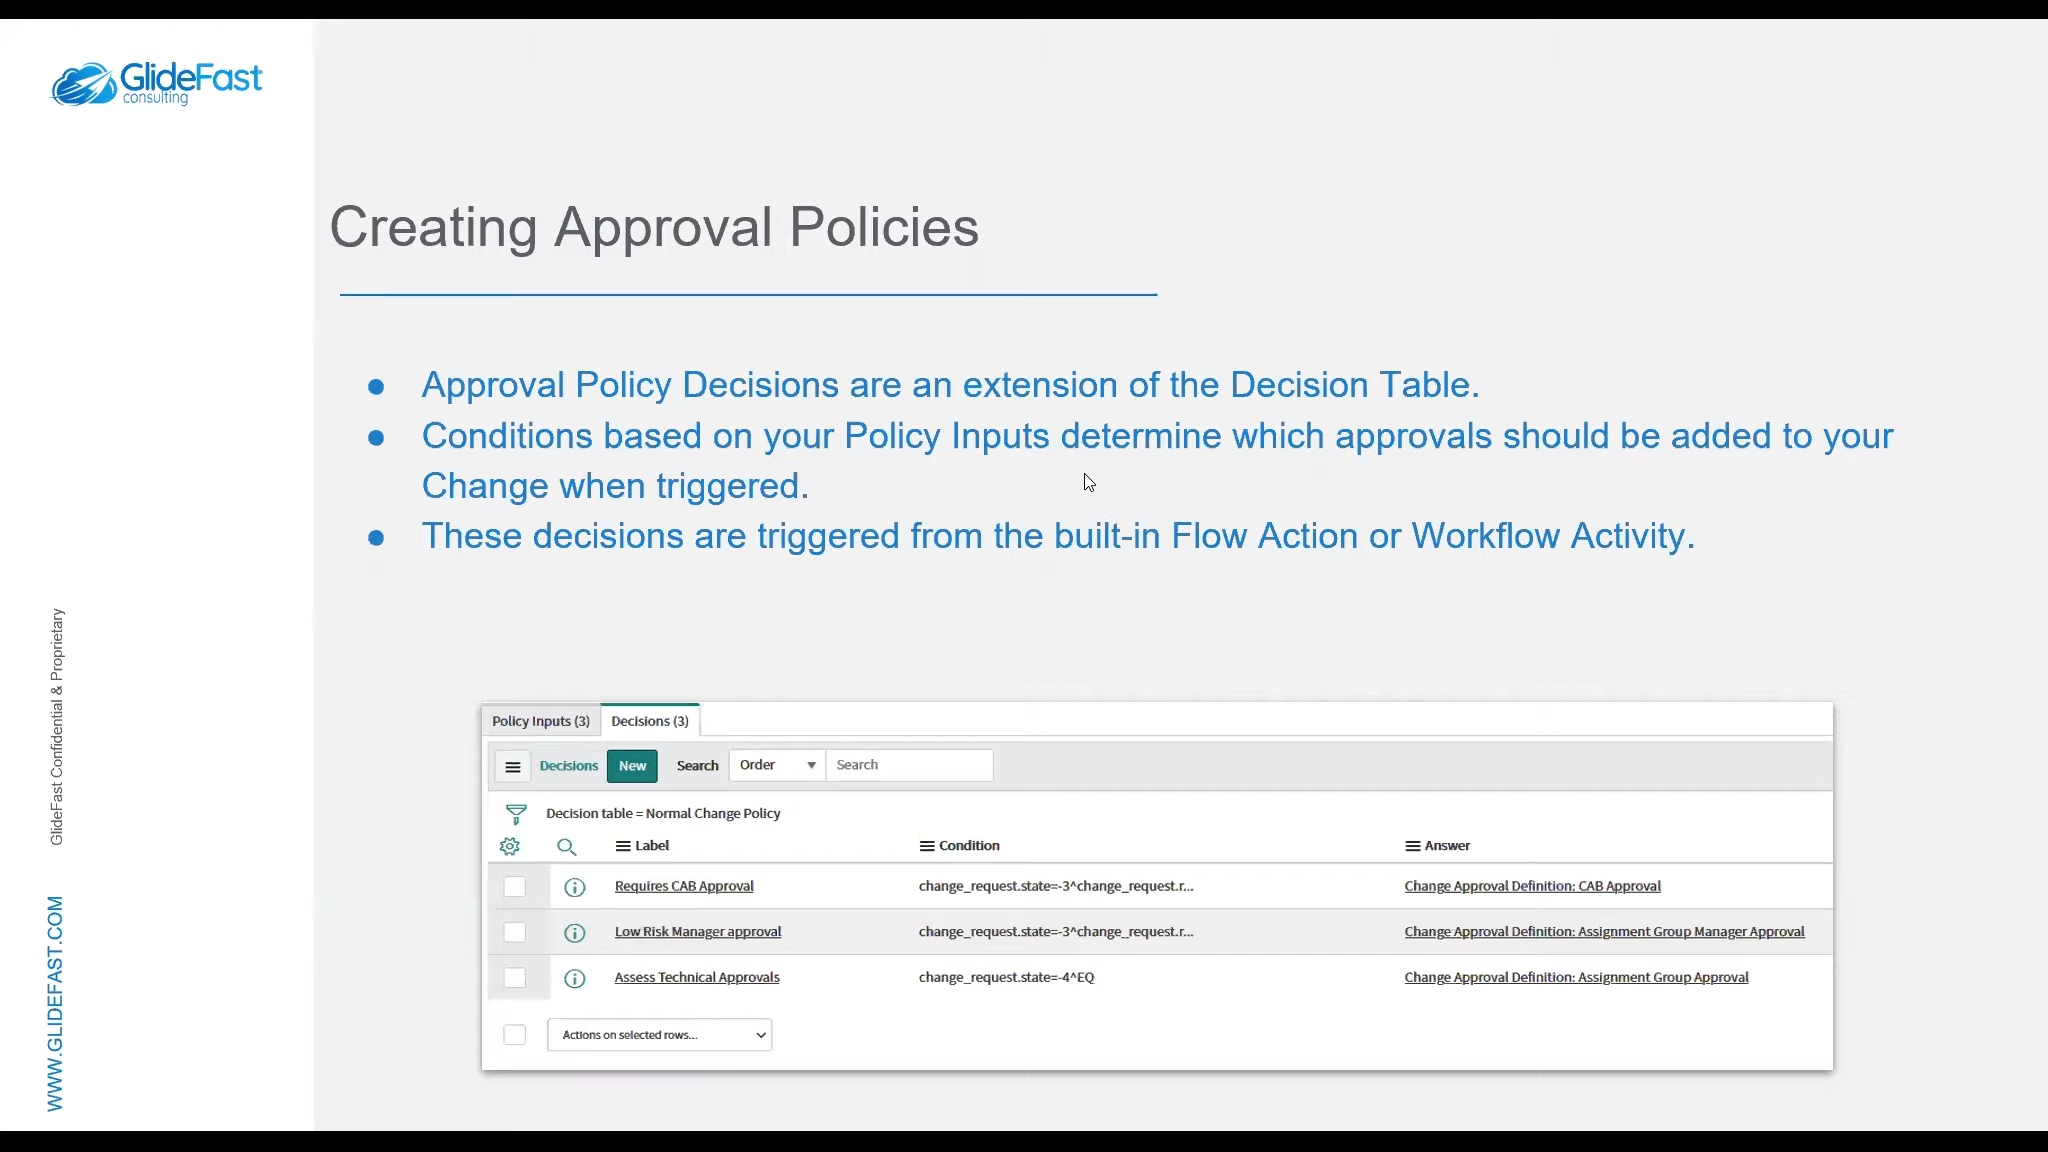 GlideFast
consulting
Creating Approval Policies
● Approval Policy Decisions are an extension of the Decision Table.
● Conditions based on your Policy Inputs determine which approvals should be added to your
Change when triggered.
● These decisions are triggered from the built-in Flow Action or Workflow Activity.
Policy Inputs (3) Decisions (3)
Decisions New Search Order Search
Decision table = Normal Change Policy
Label Condition Answer
Requires CAB Approval change_request.state=-3^change_request.r... Change Approval Definition: CAB Approval
Low Risk Manager approval change_request.state=-3^change_request.r... Change Approval Definition: Assignment Group Manager Approval
Assess Technical Approvals change_request.state=-4^EQ Change Approval Definition: Assignment Group Approval
Actions on selected rows...
GlideFast Confidential & Proprietary
WWW.GLIDEFAST.COM